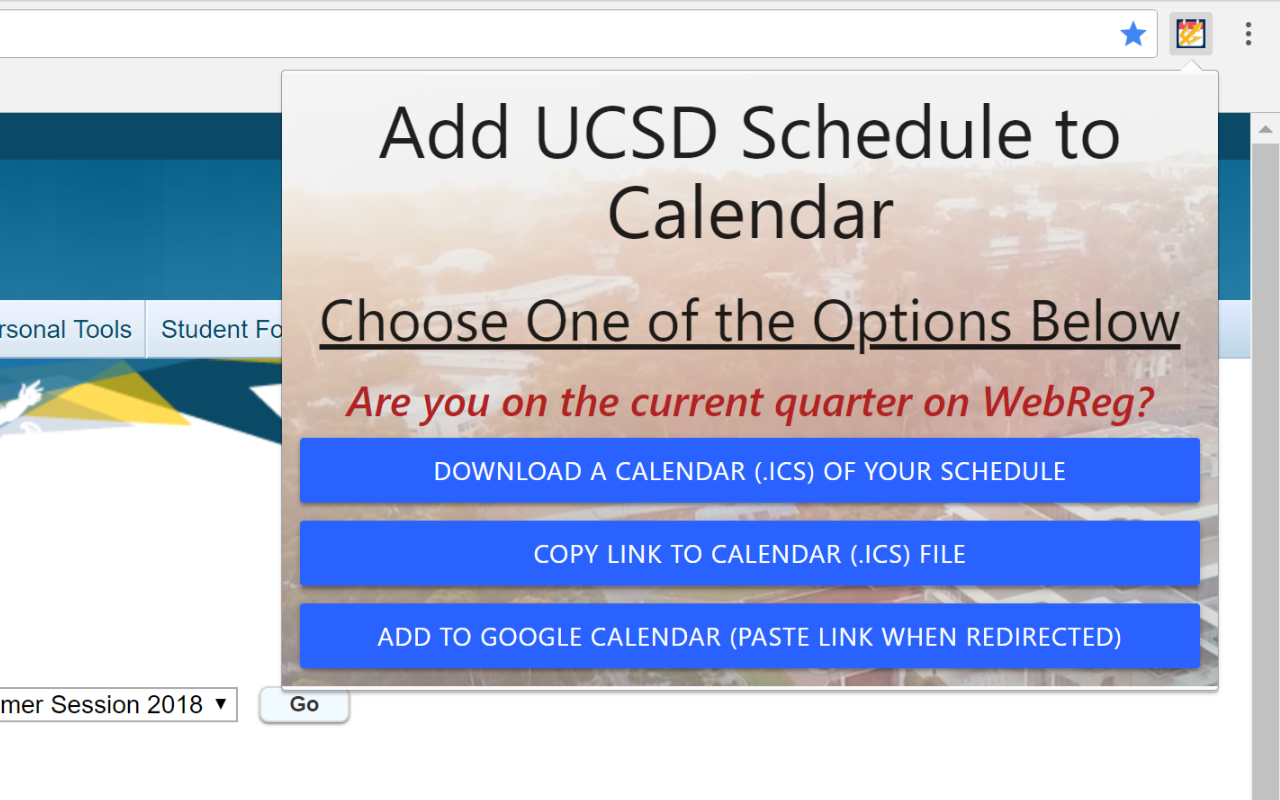 Add UCSD Schedule to
Calendar
Choose One of the Options Below
rsonal Tools
Student Fo
Are you on the current quarter on WebReg?
DOWNLOAD A CALENDAR (.ICS) OF YOUR SCHEDULE
COPY LINK TO CALENDAR (.ICS) FILE
ADD TO GOOGLE CALENDAR (PASTE LINK WHEN REDIRECTED)
mer Session 2018
Go